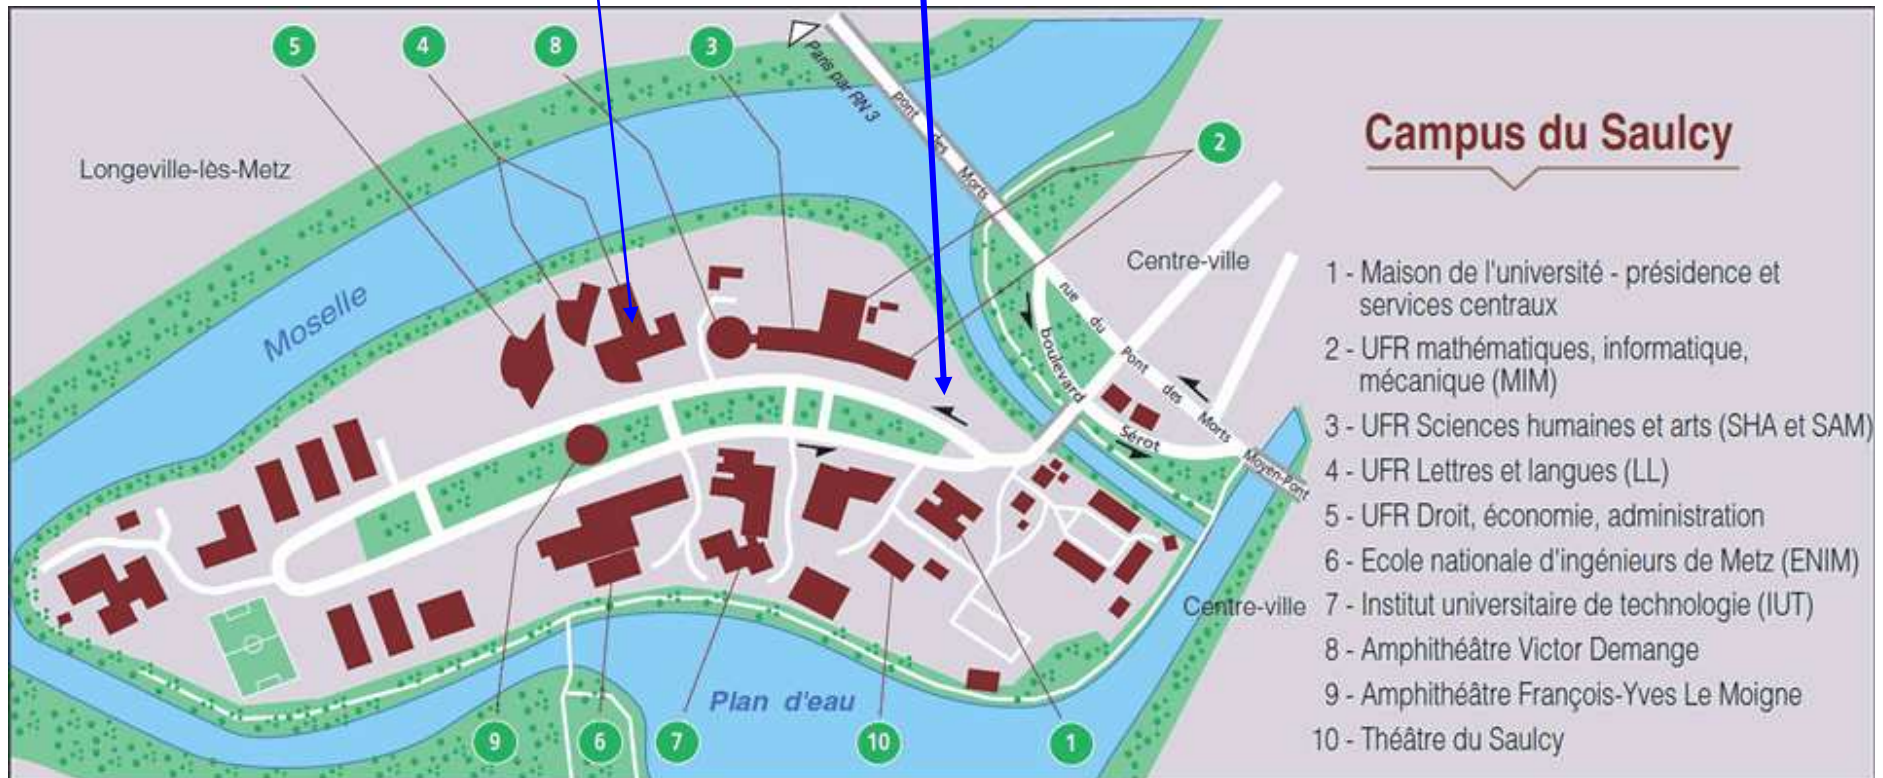 5
4
8
3
Paris par RN 3
Pont des Morts
2
Campus du Saulcy
Longeville-lès-Metz
Moselle
Centre-ville
rue du Pont des Morts
boulevard Sérot
Moyen-Pont
Centre-ville
Plan d'eau
9
6
7
10
1
1 - Maison de l'université - présidence et
services centraux
2 - UFR mathématiques, informatique,
mécanique (MIM)
3 - UFR Sciences humaines et arts (SHA et SAM)
4 - UFR Lettres et langues (LL)
5 - UFR Droit, économie, administration
6 - Ecole nationale d'ingénieurs de Metz (ENIM)
7 - Institut universitaire de technologie (IUT)
8 - Amphithéâtre Victor Demange
9 - Amphithéâtre François-Yves Le Moigne
10 - Théâtre du Saulcy